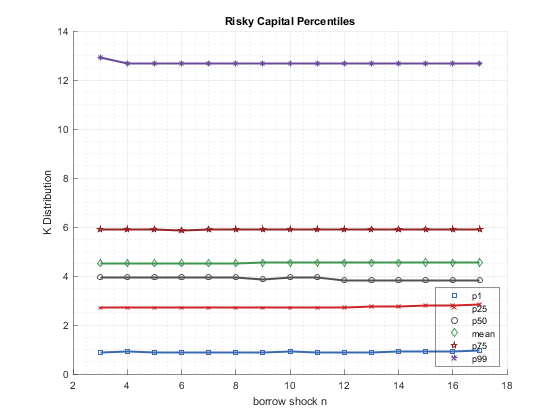 Risky Capital Percentiles
14
12
10
8
6
4
2
0
K Distribution
p1
p25
p50
mean
p75
p99
2
4
6
8
10
12
14
16
18
borrow shock n